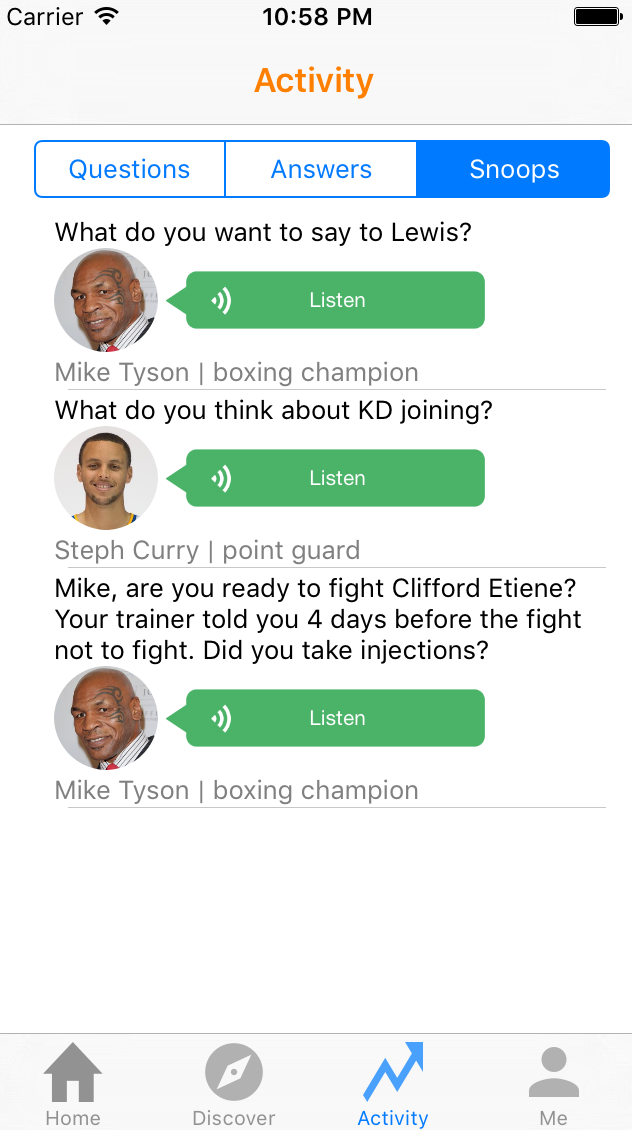 Carrier 10:58 PM
Activity
Questions Answers Snoops
What do you want to say to Lewis?
Listen
Mike Tyson | boxing champion
What do you think about KD joining?
Listen
Steph Curry | point guard
Mike, are you ready to fight Clifford Etiene?
Your trainer told you 4 days before the fight
not to fight. Did you take injections?
Listen
Mike Tyson | boxing champion
Home Discover Activity Me